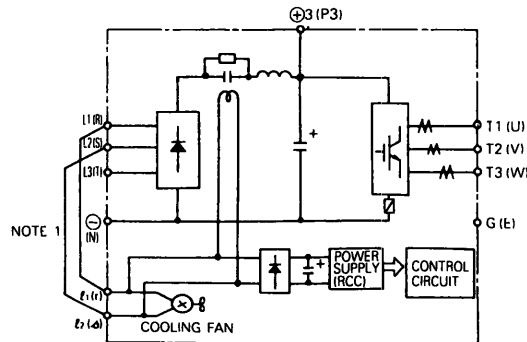 ⊕3 (P3)
L1 (R)
L2 (S)
L3 (T)
T1 (U)
T2 (V)
T3 (W)
NOTE 1
⊖
(N)
G (E)
+
+
POWER
SUPPLY
(RCC)
CONTROL
CIRCUIT
ℓ1 (r)
ℓ2 (s)
COOLING FAN